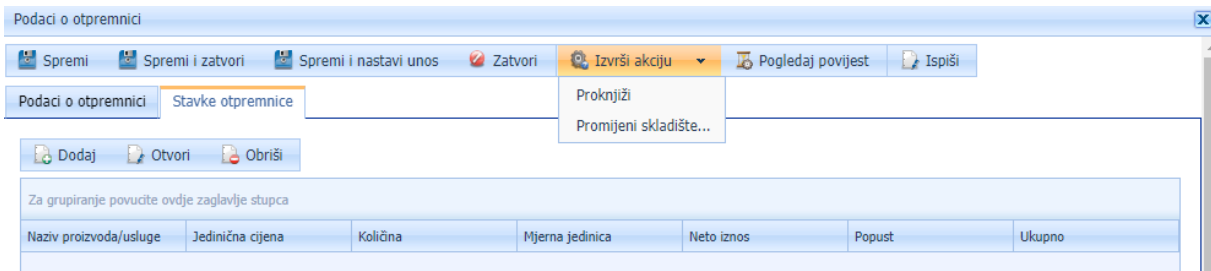 Podaci o otpremnici
Spremi Spremi i zatvori Spremi i nastavi unos Zatvori Izvrši akciju Pogledaj povijest Ispiši
Podaci o otpremnici Stavke otpremnice
Proknjiži
Promijeni skladište...
Dodaj Otvori Obriši
Za grupiranje povucite ovdje zaglavlje stupca
Naziv proizvoda/usluge Jedinična cijena Količina Mjerna jedinica Neto iznos Popust Ukupno